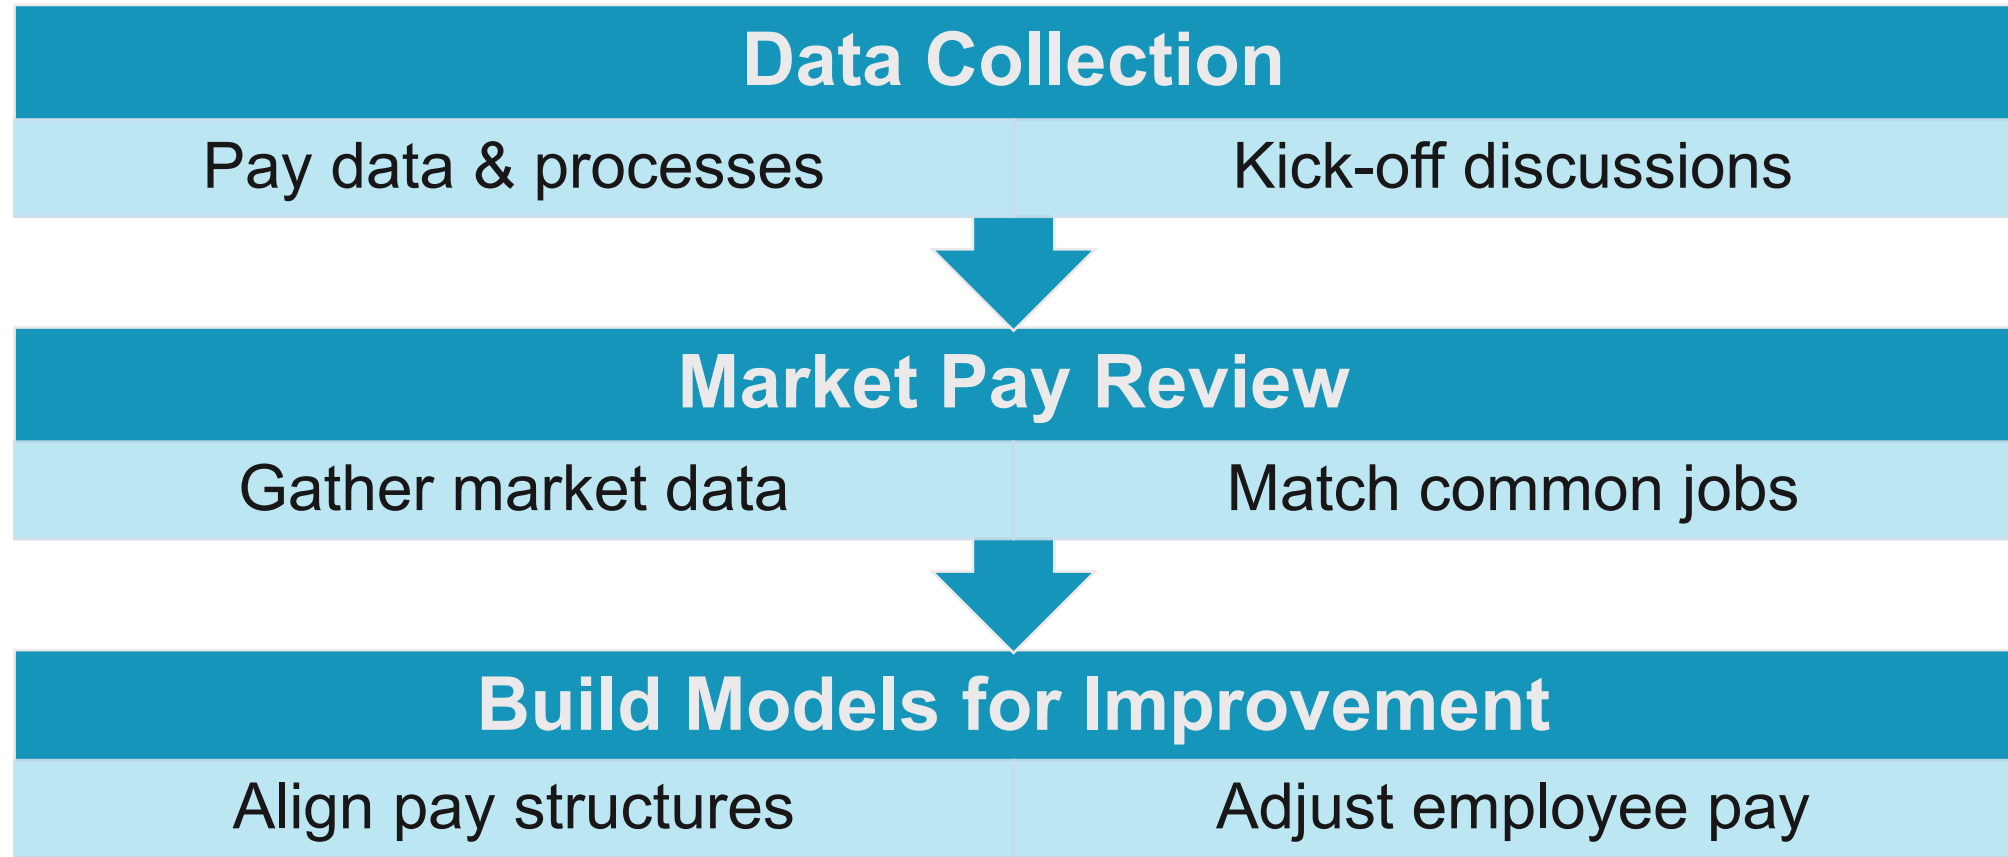 Data Collection
Pay data & processes
Kick-off discussions
Market Pay Review
Gather market data
Match common jobs
Build Models for Improvement
Align pay structures
Adjust employee pay